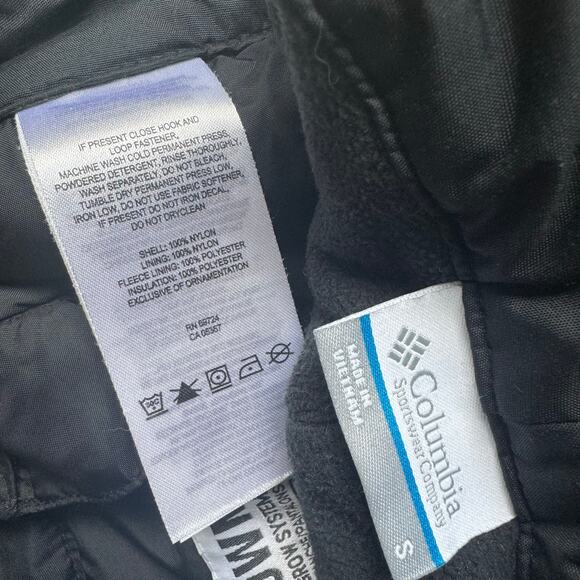 IF PRESENT CLOSE HOOK AND
LOOP FASTENER.
MACHINE WASH COLD PERMANENT PRESS,
POWDERED DETERGENT, RINSE THOROUGHLY,
WASH SEPARATELY, DO NOT BLEACH
TUMBLE DRY PERMANENT PRESS LOW,
IRON LOW, DO NOT USE FABRIC SOFTENER,
IF PRESENT DO NOT IRON DECAL,
DO NOT DRYCLEAN
SHELL: 100% NYLON
LINING: 100% NYLON
FLEECE LINING: 100% POLYESTER
INSULATION: 100% POLYESTER
EXCLUSIVE OF ORNAMENTATION
RN 69724
CA 05367
30C
MADE IN
VIETNAM
Columbia
Sportswear Company
S